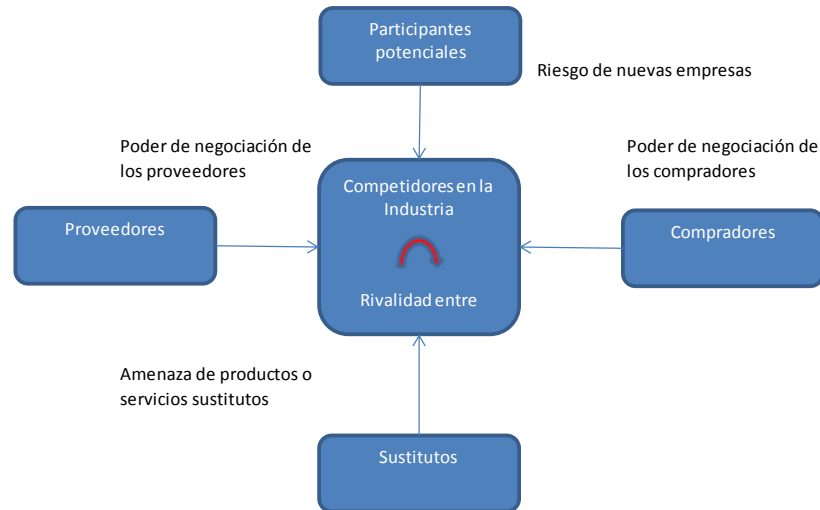 Participantes
potenciales
Riesgo de nuevas empresas
Poder de negociación de
los proveedores
Poder de negociación de
los compradores
Proveedores
Competidores en la
Industria
Rivalidad entre
Compradores
Amenaza de productos o
servicios sustitutos
Sustitutos